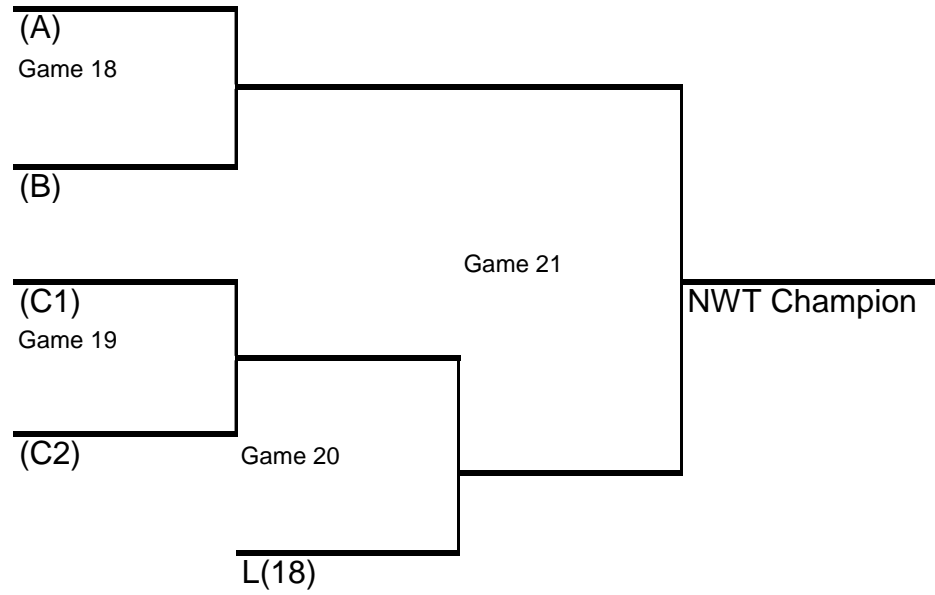 (A)
Game 18
(B)
Game 21
(C1)
NWT Champion
Game 19
(C2)
Game 20
L(18)